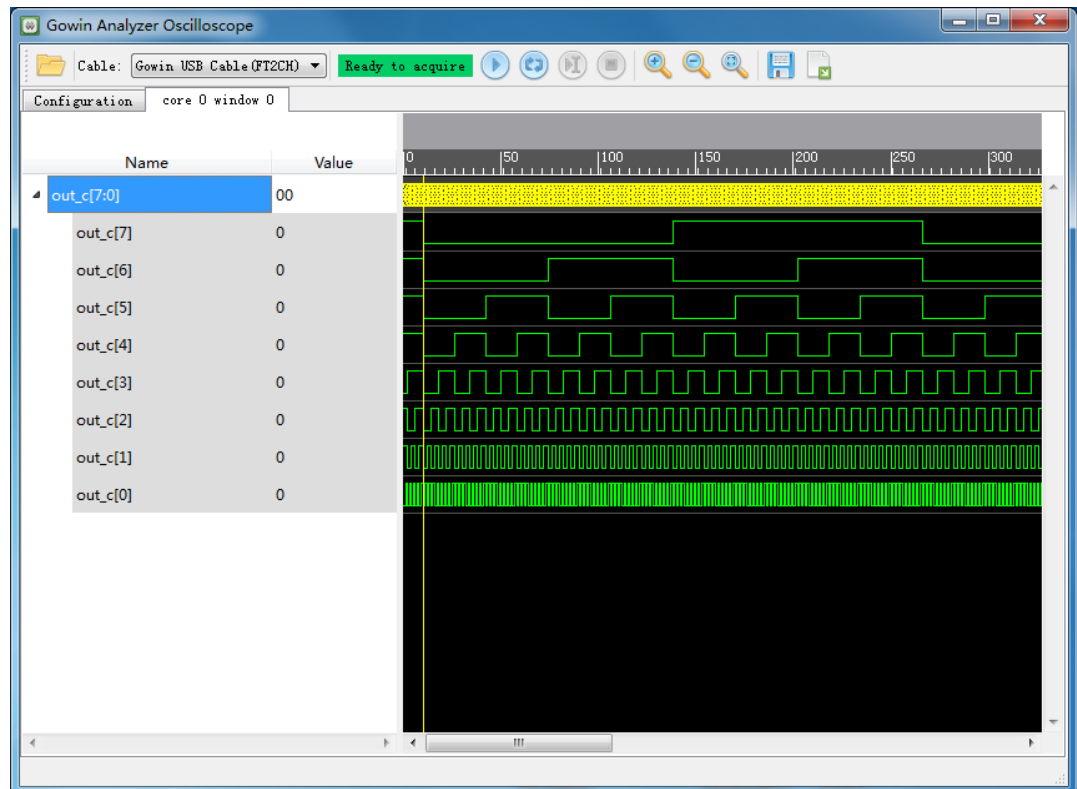 Gowin Analyzer Oscilloscope
Cable: Gowin USB Cable(FT2CH) Ready to acquire
Configuration core 0 window 0
Name Value 0 50 100 150 200 250 300
out_c[7:0] 00
out_c[7] 0
out_c[6] 0
out_c[5] 0
out_c[4] 0
out_c[3] 0
out_c[2] 0
out_c[1] 0
out_c[0] 0